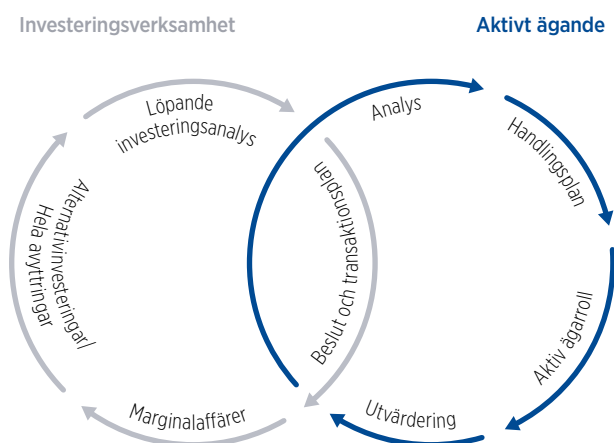 Investeringsverksamhet
Aktivt ägande
Löpande
investeringsanalys
Analys
Handlingsplan
Alternativinvesteringar/
Hela avyttringar
Beslut och transaktionsplan
Aktiv ägarroll
Marginalaffärer
Utvärdering